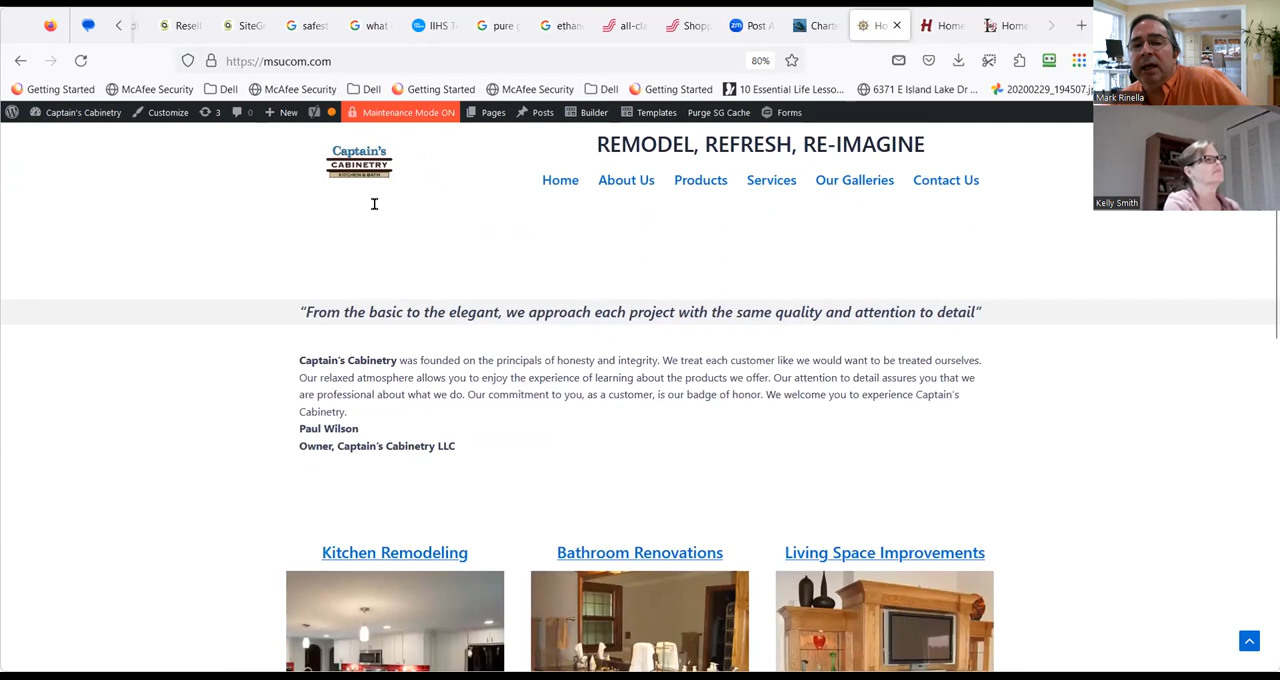 Resell
SiteGr
safest
what
IIHS T
pure g
ethan
all-cla
Shopp
Post A
Charte
Ho
Home
Home
https://msucom.com
80%
Getting Started
McAfee Security
Dell
McAfee Security
Dell
Getting Started
McAfee Security
Dell
Getting Started
10 Essential Life Lesso...
6371 E Island Lake Dr ...
20200229_194507.j
Captain's Cabinetry
Customize
3
0
New
Maintenance Mode ON
Pages
Posts
Builder
Templates
Purge SG Cache
Forms
Mark Rinella
Kelly Smith
Captain's
CABINETRY
KITCHEN & BATH
REMODEL, REFRESH, RE-IMAGINE
Home About Us Products Services Our Galleries Contact Us
“From the basic to the elegant, we approach each project with the same quality and attention to detail”
Captain’s Cabinetry was founded on the principals of honesty and integrity. We treat each customer like we would want to be treated ourselves.
Our relaxed atmosphere allows you to enjoy the experience of learning about the products we offer. Our attention to detail assures you that we
are professional about what we do. Our commitment to you, as a customer, is our badge of honor. We welcome you to experience Captain’s
Cabinetry.
Paul Wilson
Owner, Captain’s Cabinetry LLC
Kitchen Remodeling
Bathroom Renovations
Living Space Improvements